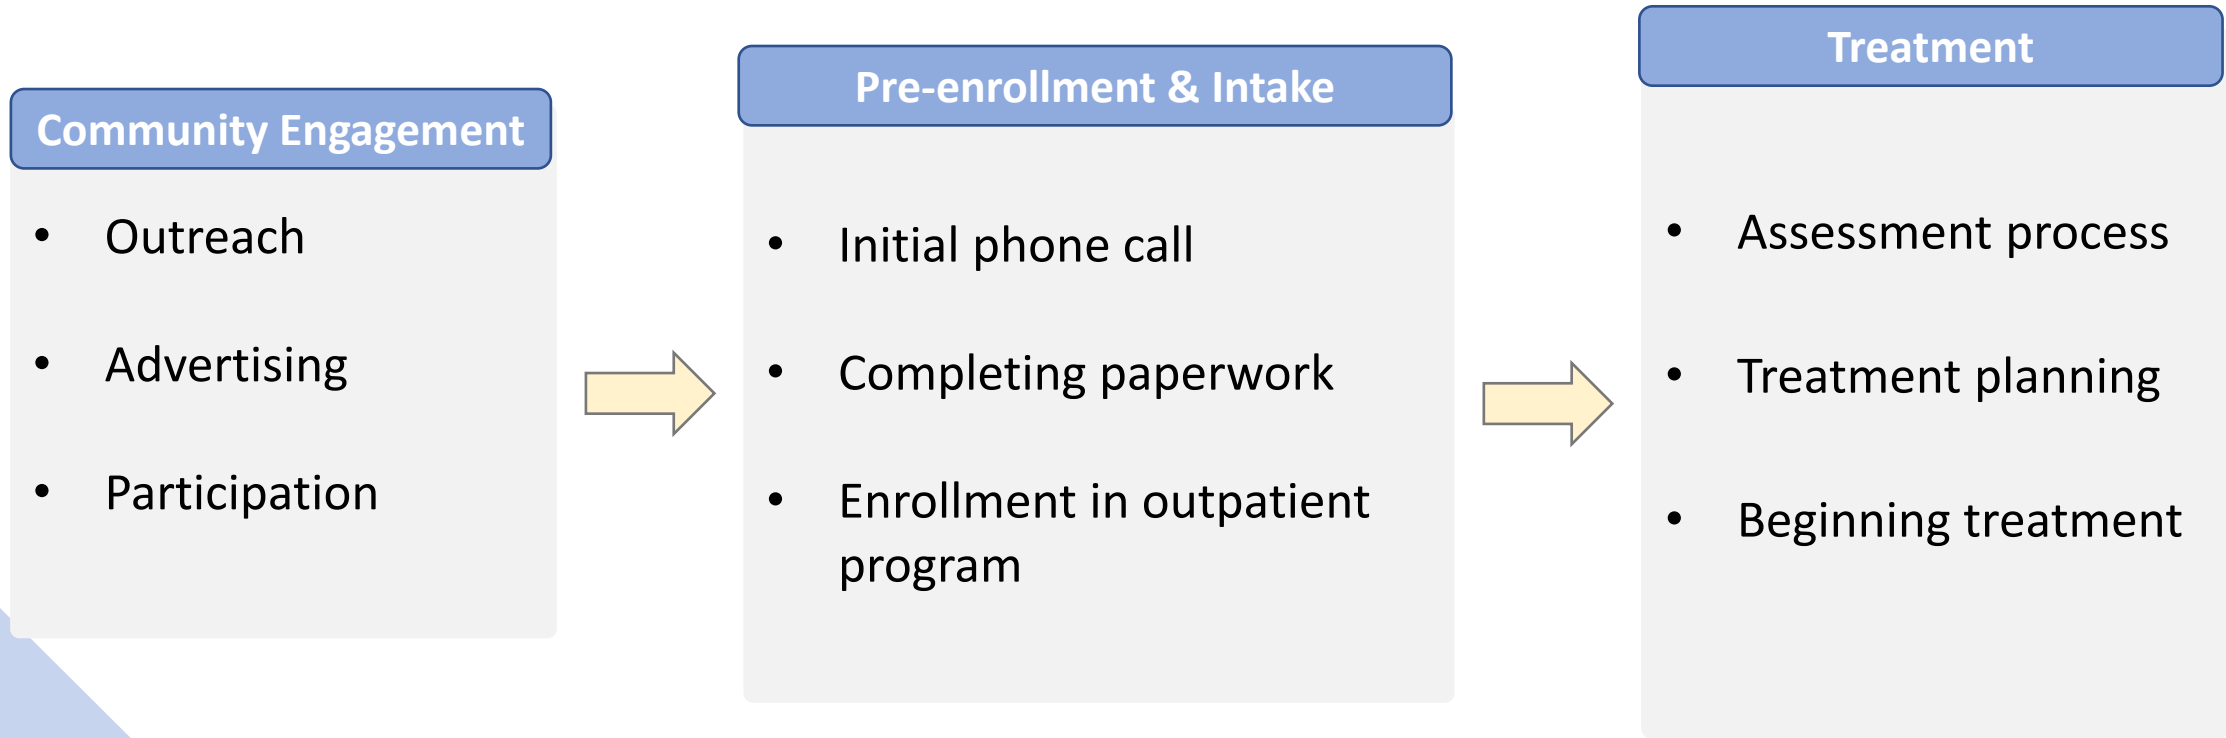 Community Engagement
• Outreach
• Advertising
• Participation
Pre-enrollment & Intake
• Initial phone call
• Completing paperwork
• Enrollment in outpatient
program
Treatment
• Assessment process
• Treatment planning
• Beginning treatment